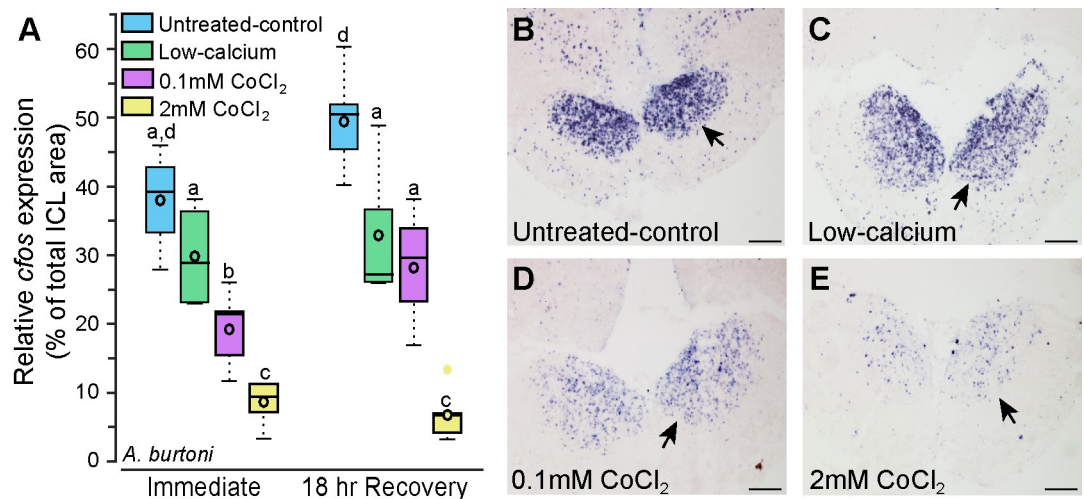 A
Relative cfos expression
(% of total ICL area)
60
50
40
30
20
10
0
Untreated-control
Low-calcium
0.1mM CoCl₂
2mM CoCl₂
a,d
a
b
c
d
a
a
c
A. burtoni
Immediate
18 hr Recovery
B
Untreated-control
C
Low-calcium
D
0.1mM CoCl₂
E
2mM CoCl₂